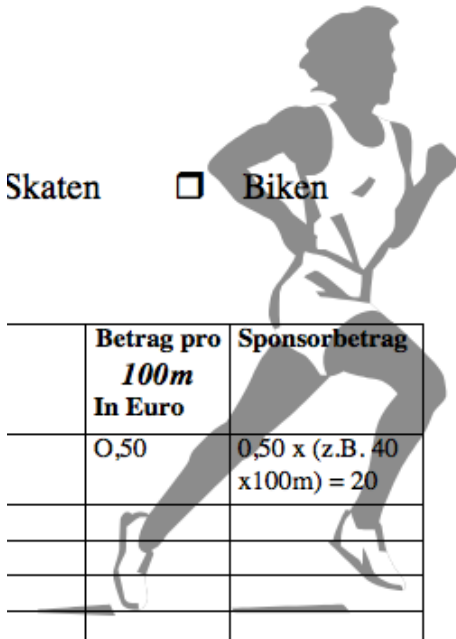 Skaten ❒ Biken
Betrag pro Sponsorbetrag
100m
In Euro
O,50 0,50 x (z.B. 40
x100m) = 20